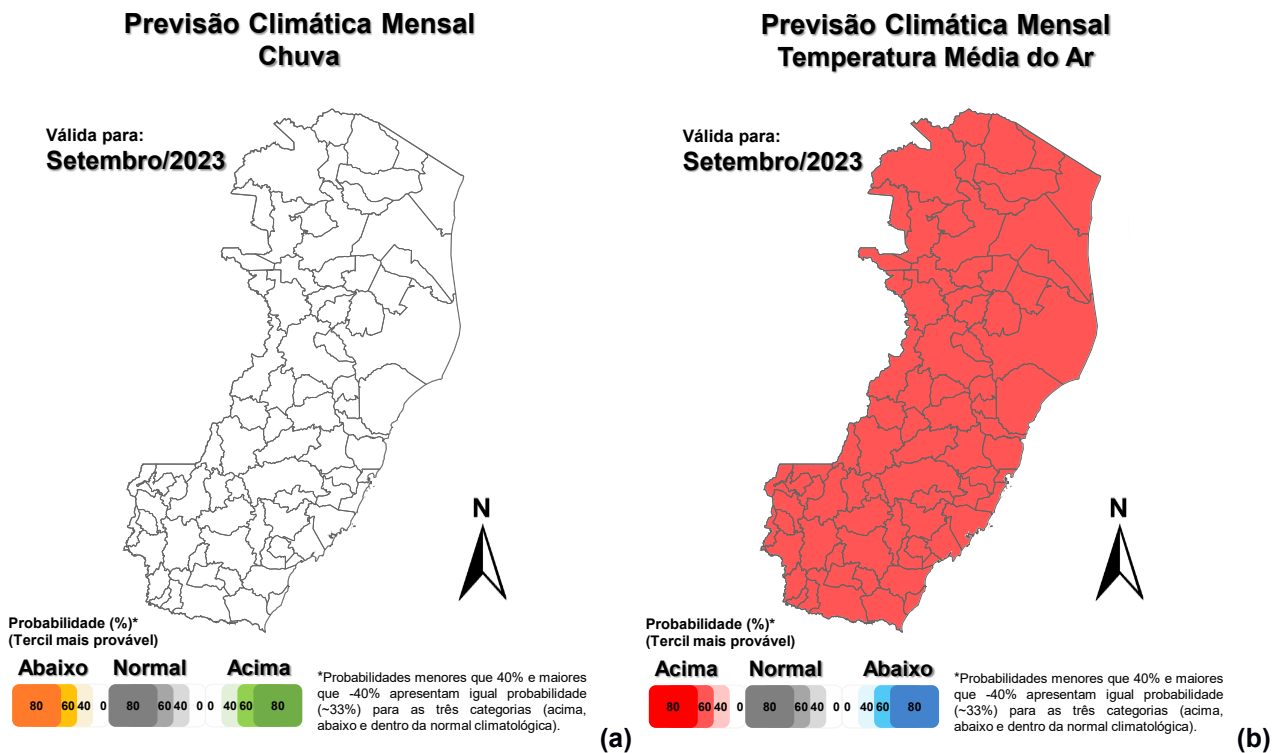 Previsão Climática Mensal
Chuva
Válida para:
Setembro/2023
N
Probabilidade (%)*
(Tercil mais provável)
Abaixo Normal Acima
80 60 40 0 80 60 40 0 0 40 60 80
*Probabilidades menores que 40% e maiores
que -40% apresentam igual probabilidade
(~33%) para as três categorias (acima,
abaixo e dentro da normal climatológica).
(a)
Previsão Climática Mensal
Temperatura Média do Ar
Válida para:
Setembro/2023
N
Probabilidade (%)*
(Tercil mais provável)
Acima Normal Abaixo
80 60 40 0 80 60 40 0 0 40 60 80
*Probabilidades menores que 40% e maiores
que -40% apresentam igual probabilidade
(~33%) para as três categorias (acima,
abaixo e dentro da normal climatológica).
(b)